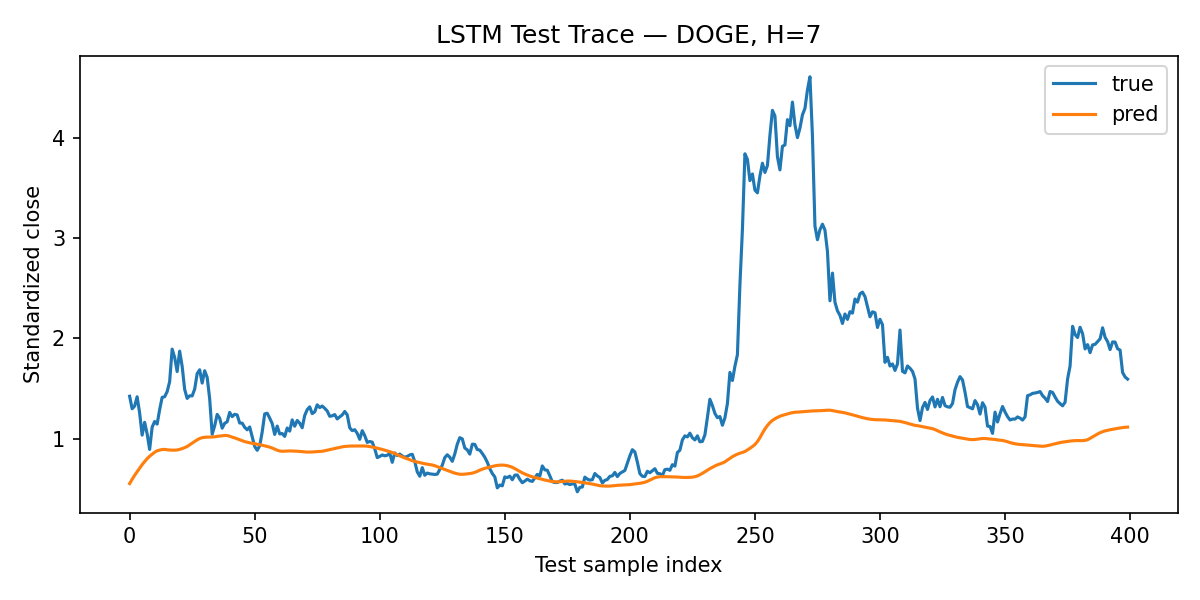 LSTM Test Trace — DOGE, H=7
true
pred
Standardized close
4
3
2
1
0 50 100 150 200 250 300 350 400
Test sample index